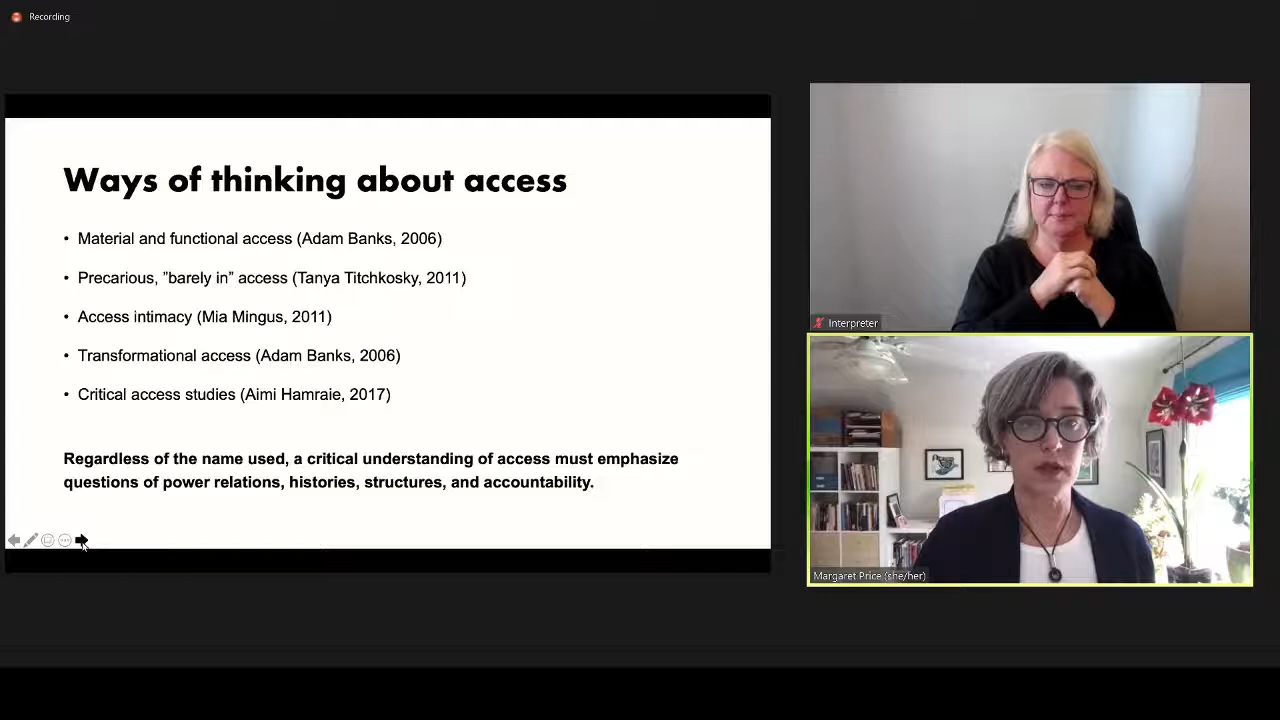 Recording
Ways of thinking about access
• Material and functional access (Adam Banks, 2006)
• Precarious, ”barely in” access (Tanya Titchkosky, 2011)
• Access intimacy (Mia Mingus, 2011)
• Transformational access (Adam Banks, 2006)
• Critical access studies (Aimi Hamraie, 2017)
Regardless of the name used, a critical understanding of access must emphasize
questions of power relations, histories, structures, and accountability.
Interpreter
Margaret Price (she/her)